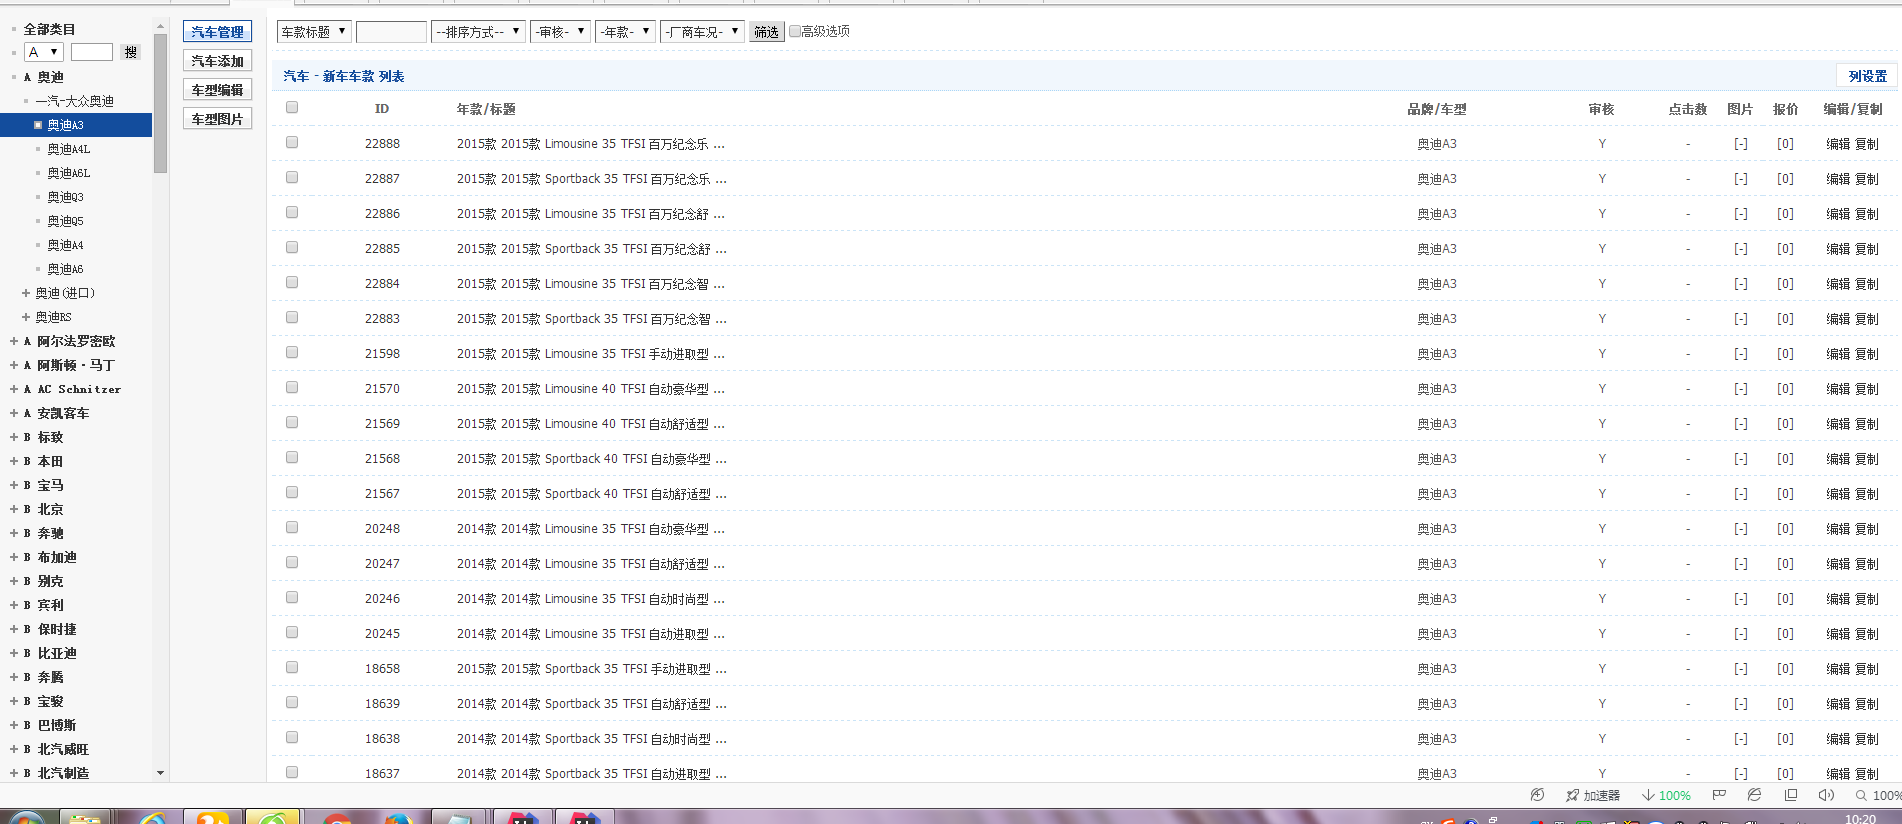 全部类目
A 搜
A 奥迪
一汽-大众奥迪
奥迪A3
奥迪A4L
奥迪A6L
奥迪Q3
奥迪Q5
奥迪A4
奥迪A6
奥迪(进口)
奥迪RS
A 阿尔法罗密欧
A 阿斯顿·马丁
A AC Schnitzer
A 安凯客车
B 标致
B 本田
B 宝马
B 北京
B 奔驰
B 布加迪
B 别克
B 宾利
B 保时捷
B 比亚迪
B 奔腾
B 宝骏
B 巴博斯
B 北汽威旺
B 北汽制造
汽车管理
汽车添加
车型编辑
车型图片
车款标题 --排序方式-- -审核- -年款- -厂商车况- 筛选 高级选项
汽车 - 新车车款 列表 列设置
ID 年款/标题 品牌/车型 审核 点击数 图片 报价 编辑/复制
22888 2015款 2015款 Limousine 35 TFSI 百万纪念乐 ... 奥迪A3 Y - [-] [0] 编辑 复制
22887 2015款 2015款 Sportback 35 TFSI 百万纪念乐 ... 奥迪A3 Y - [-] [0] 编辑 复制
22886 2015款 2015款 Limousine 35 TFSI 百万纪念舒 ... 奥迪A3 Y - [-] [0] 编辑 复制
22885 2015款 2015款 Sportback 35 TFSI 百万纪念舒 ... 奥迪A3 Y - [-] [0] 编辑 复制
22884 2015款 2015款 Limousine 35 TFSI 百万纪念智 ... 奥迪A3 Y - [-] [0] 编辑 复制
22883 2015款 2015款 Sportback 35 TFSI 百万纪念智 ... 奥迪A3 Y - [-] [0] 编辑 复制
21598 2015款 2015款 Limousine 35 TFSI 手动进取型 ... 奥迪A3 Y - [-] [0] 编辑 复制
21570 2015款 2015款 Limousine 40 TFSI 自动豪华型 ... 奥迪A3 Y - [-] [0] 编辑 复制
21569 2015款 2015款 Limousine 40 TFSI 自动舒适型 ... 奥迪A3 Y - [-] [0] 编辑 复制
21568 2015款 2015款 Sportback 40 TFSI 自动豪华型 ... 奥迪A3 Y - [-] [0] 编辑 复制
21567 2015款 2015款 Sportback 40 TFSI 自动舒适型 ... 奥迪A3 Y - [-] [0] 编辑 复制
20248 2014款 2014款 Limousine 35 TFSI 自动豪华型 ... 奥迪A3 Y - [-] [0] 编辑 复制
20247 2014款 2014款 Limousine 35 TFSI 自动舒适型 ... 奥迪A3 Y - [-] [0] 编辑 复制
20246 2014款 2014款 Limousine 35 TFSI 自动时尚型 ... 奥迪A3 Y - [-] [0] 编辑 复制
20245 2014款 2014款 Limousine 35 TFSI 自动进取型 ... 奥迪A3 Y - [-] [0] 编辑 复制
18658 2015款 2015款 Sportback 35 TFSI 手动进取型 ... 奥迪A3 Y - [-] [0] 编辑 复制
18639 2014款 2014款 Sportback 35 TFSI 自动舒适型 ... 奥迪A3 Y - [-] [0] 编辑 复制
18638 2014款 2014款 Sportback 35 TFSI 自动时尚型 ... 奥迪A3 Y - [-] [0] 编辑 复制
18637 2014款 2014款 Sportback 35 TFSI 自动进取型 ... 奥迪A3 Y - [-] [0] 编辑 复制
加速器 100% 100%
10:20